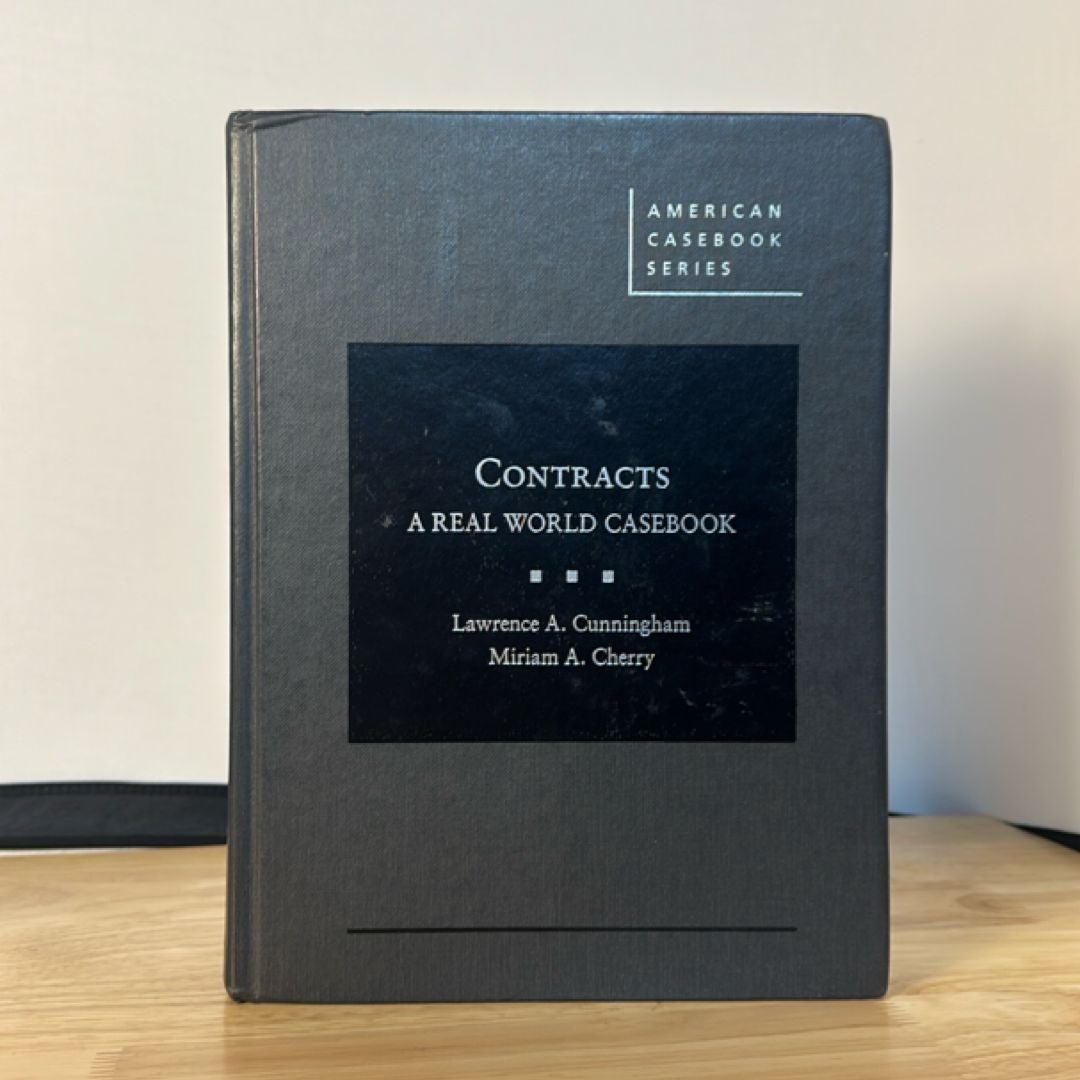 AMERICAN
CASEBOOK
SERIES
CONTRACTS
A REAL WORLD CASEBOOK
Lawrence A. Cunningham
Miriam A. Cherry